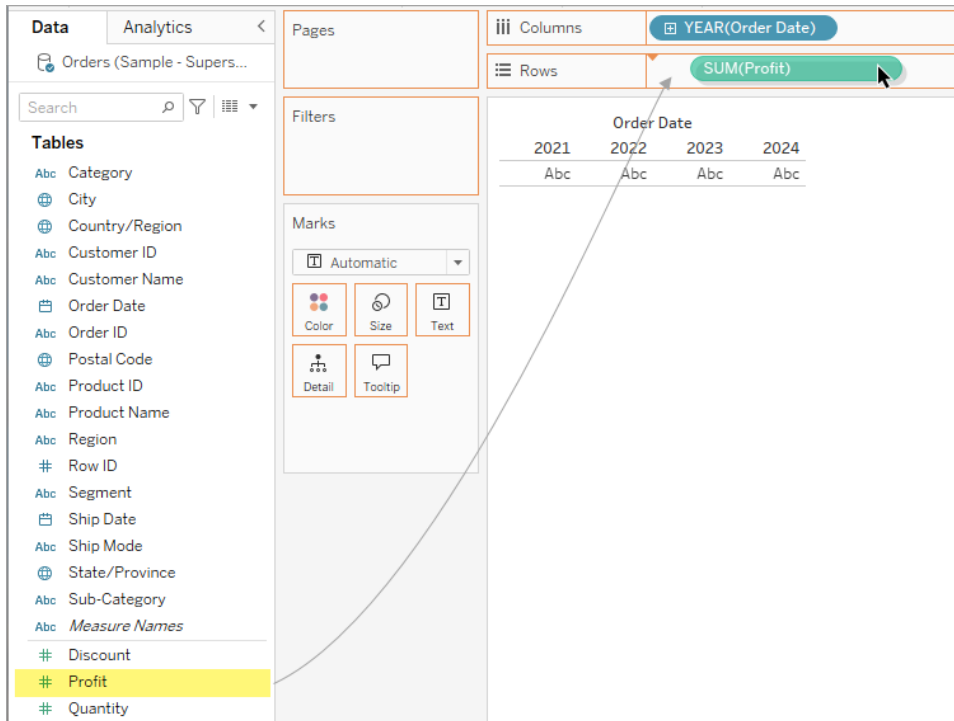 Data
Analytics
Orders (Sample - Supers...
Search
Tables
Abc Category
City
Country/Region
Abc Customer ID
Abc Customer Name
Order Date
Abc Order ID
Postal Code
Abc Product ID
Abc Product Name
Abc Region
# Row ID
Abc Segment
Ship Date
Abc Ship Mode
State/Province
Abc Sub-Category
Abc Measure Names
# Discount
# Profit
# Quantity
Pages
Filters
Marks
T Automatic
Color Size T Text
Detail Tooltip
Columns YEAR(Order Date)
Rows SUM(Profit)
Order Date
2021 2022 2023 2024
Abc Abc Abc Abc